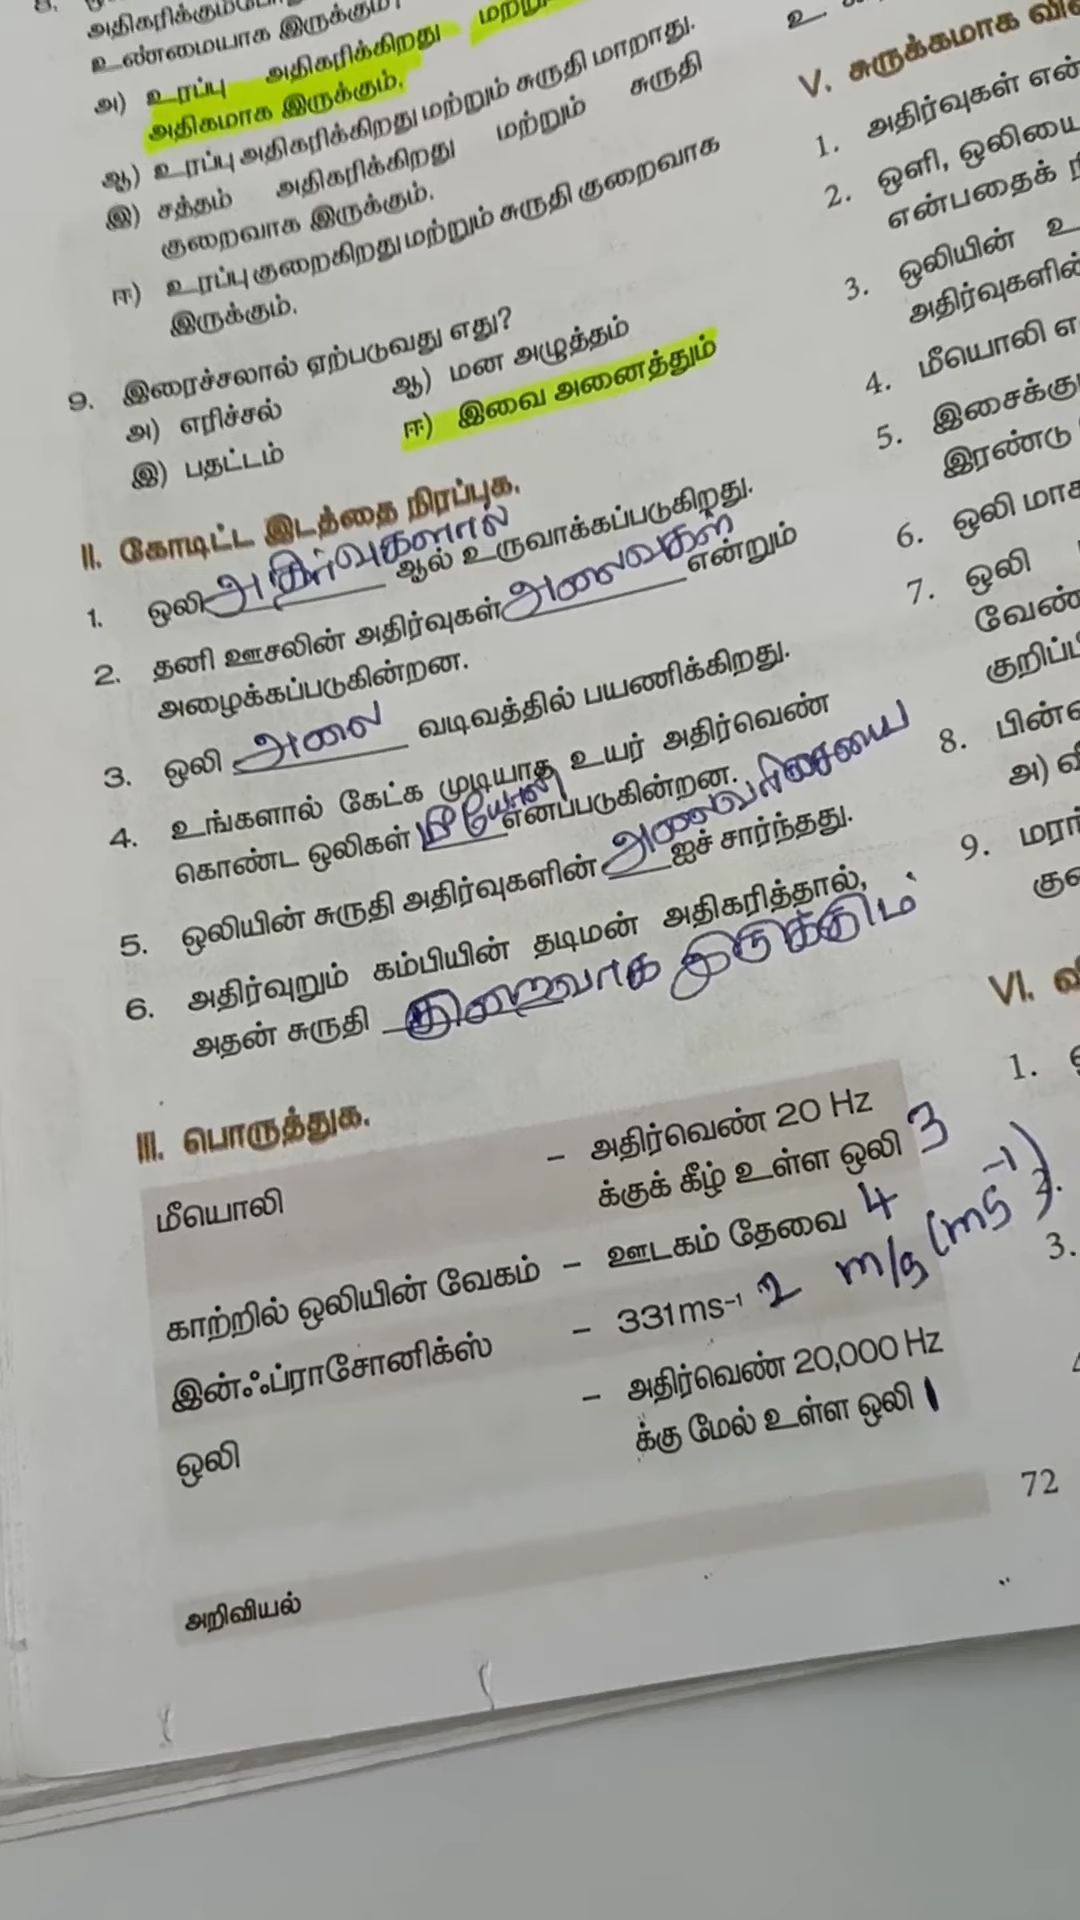 8.
அதிகரிக்கும்போ
உண்மையாக இருக்கும்?
அ) உரப்பு அதிகரிக்கிறது மற்று
அதிகமாக இருக்கும்.
ஆ) உரப்பு அதிகரிக்கிறது மற்றும் சுருதி மாறாது.
இ) சத்தம் அதிகரிக்கிறது மற்றும் சுருதி
குறைவாக இருக்கும்.
ஈ) உரப்பு குறைகிறது மற்றும் சுருதி குறைவாக
இருக்கும்.
9. இரைச்சலால் ஏற்படுவது எது?
அ) எரிச்சல் ஆ) மன அழுத்தம்
இ) பதட்டம் ஈ) இவை அனைத்தும்
II. கோடிட்ட இடத்தை நிரப்புக.
1. ஒலி அதிர்வுகளால் ஆல் உருவாக்கப்படுகிறது.
2. தனி ஊசலின் அதிர்வுகள் அலைவுகள் என்றும்
அழைக்கப்படுகின்றன.
3. ஒலி அலை வடிவத்தில் பயணிக்கிறது.
4. உங்களால் கேட்க முடியாத உயர் அதிர்வெண்
கொண்ட ஒலிகள் மீயொலி எனப்படுகின்றன.
5. ஒலியின் சுருதி அதிர்வுகளின் அலைவரிசையை ஐச் சார்ந்தது.
6. அதிர்வுறும் கம்பியின் தடிமன் அதிகரித்தால்,
அதன் சுருதி குறைவாக இருக்கும்
III. பொருத்துக.
மீயொலி – அதிர்வெண் 20 Hz
க்குக் கீழ் உள்ள ஒலி 3
காற்றில் ஒலியின் வேகம் – ஊடகம் தேவை 4
இன்ஃப்ராசோனிக்ஸ் – 331ms⁻¹ 2 m/s (ms⁻¹)
ஒலி – அதிர்வெண் 20,000 Hz
க்கு மேல் உள்ள ஒலி 1
அறிவியல்
72
V. சுருக்கமாக
1. அதிர்வுகள்
2. ஒளி, ஒலியை
என்பதைக்
3. ஒலியின்
அதிர்வுகளின்
4. மீயொலி
5.
இரண்டு
6. ஒலி
7. ஒலி
8.
அ)
9.
VI.
1.
2.
3.